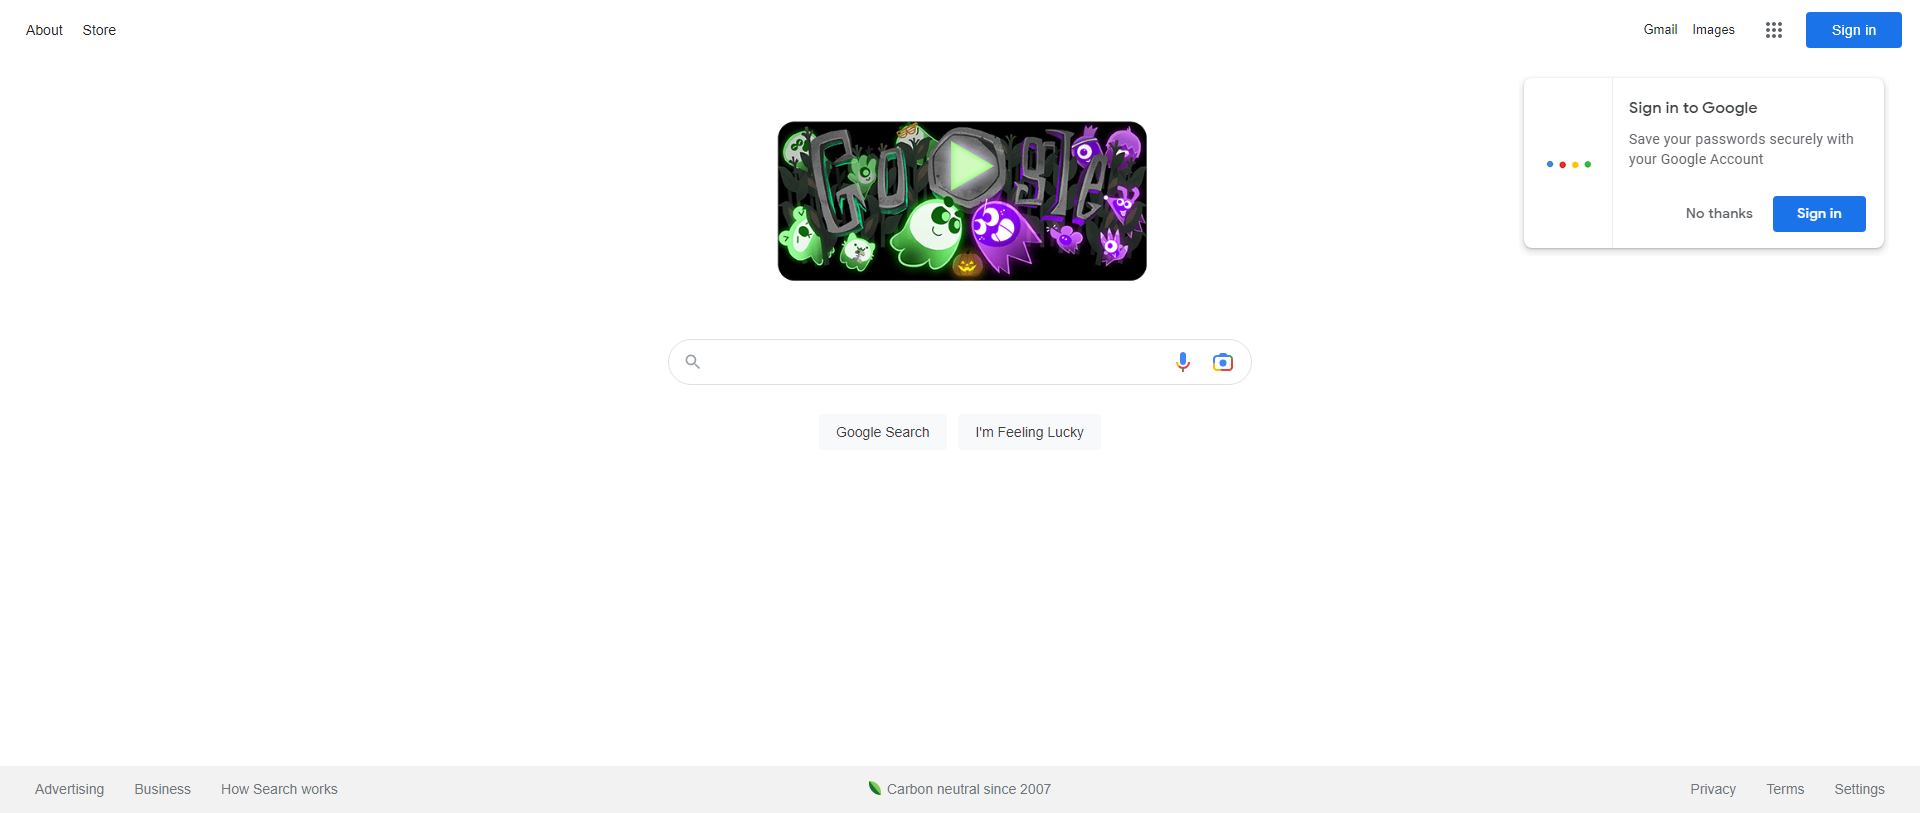 About Store
Gmail Images Sign in
Google
Sign in to Google
Save your passwords securely with
your Google Account
No thanks Sign in
Google Search I'm Feeling Lucky
Advertising Business How Search works
Carbon neutral since 2007
Privacy Terms Settings